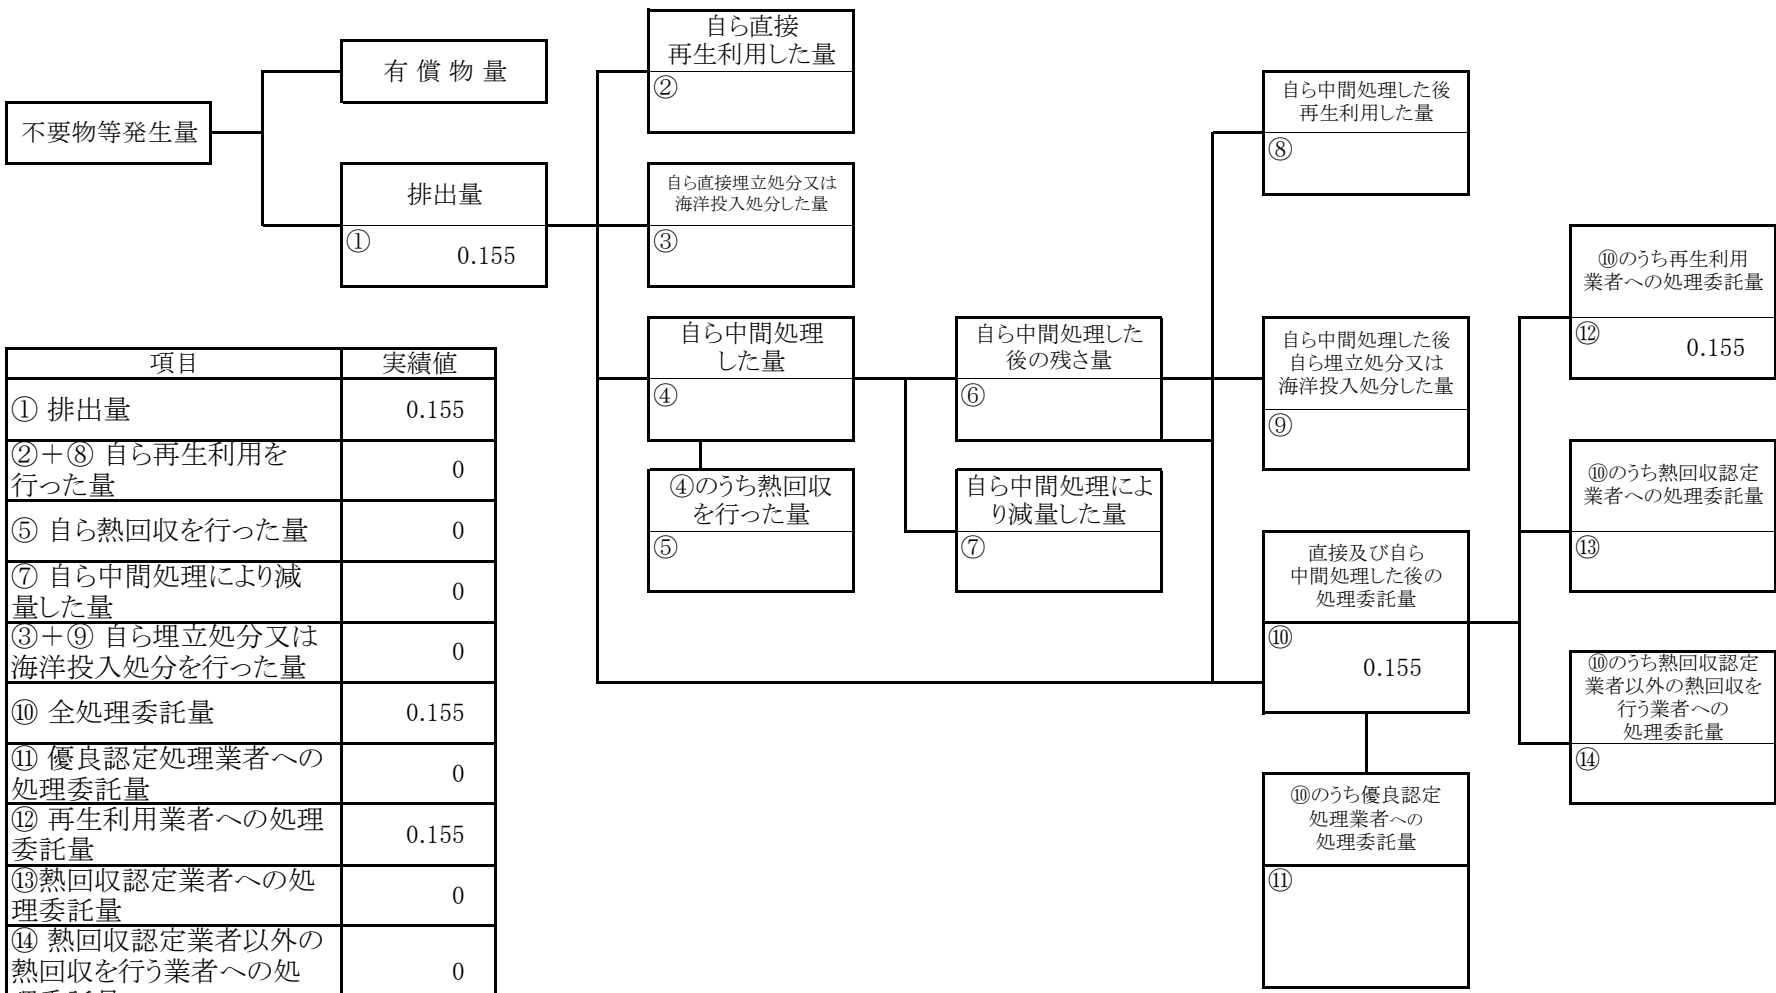 不要物等発生量
有 償 物 量
排出量
①
0.155
自ら直接
再生利用した量
②
自ら直接埋立処分又は
海洋投入処分した量
③
自ら中間処理
した量
④
④のうち熱回収
を行った量
⑤
自ら中間処理した
後の残さ量
⑥
自ら中間処理によ
り減量した量
⑦
自ら中間処理した後
再生利用した量
⑧
自ら中間処理した後
自ら埋立処分又は
海洋投入処分した量
⑨
直接及び自ら
中間処理した後の
処理委託量
⑩
0.155
⑩のうち優良認定
処理業者への
処理委託量
⑪
⑩のうち再生利用
業者への処理委託量
⑫
0.155
⑩のうち熱回収認定
業者への処理委託量
⑬
⑩のうち熱回収認定
業者以外の熱回収を
行う業者への
処理委託量
⑭
項目 実績値
① 排出量 0.155
②＋⑧ 自ら再生利用を
行った量 0
⑤ 自ら熱回収を行った量 0
⑦ 自ら中間処理により減
量した量 0
③＋⑨ 自ら埋立処分又は
海洋投入処分を行った量 0
⑩ 全処理委託量 0.155
⑪ 優良認定処理業者への
処理委託量 0
⑫ 再生利用業者への処理
委託量 0.155
⑬熱回収認定業者への処
理委託量 0
⑭ 熱回収認定業者以外の
熱回収を行う業者への処 0